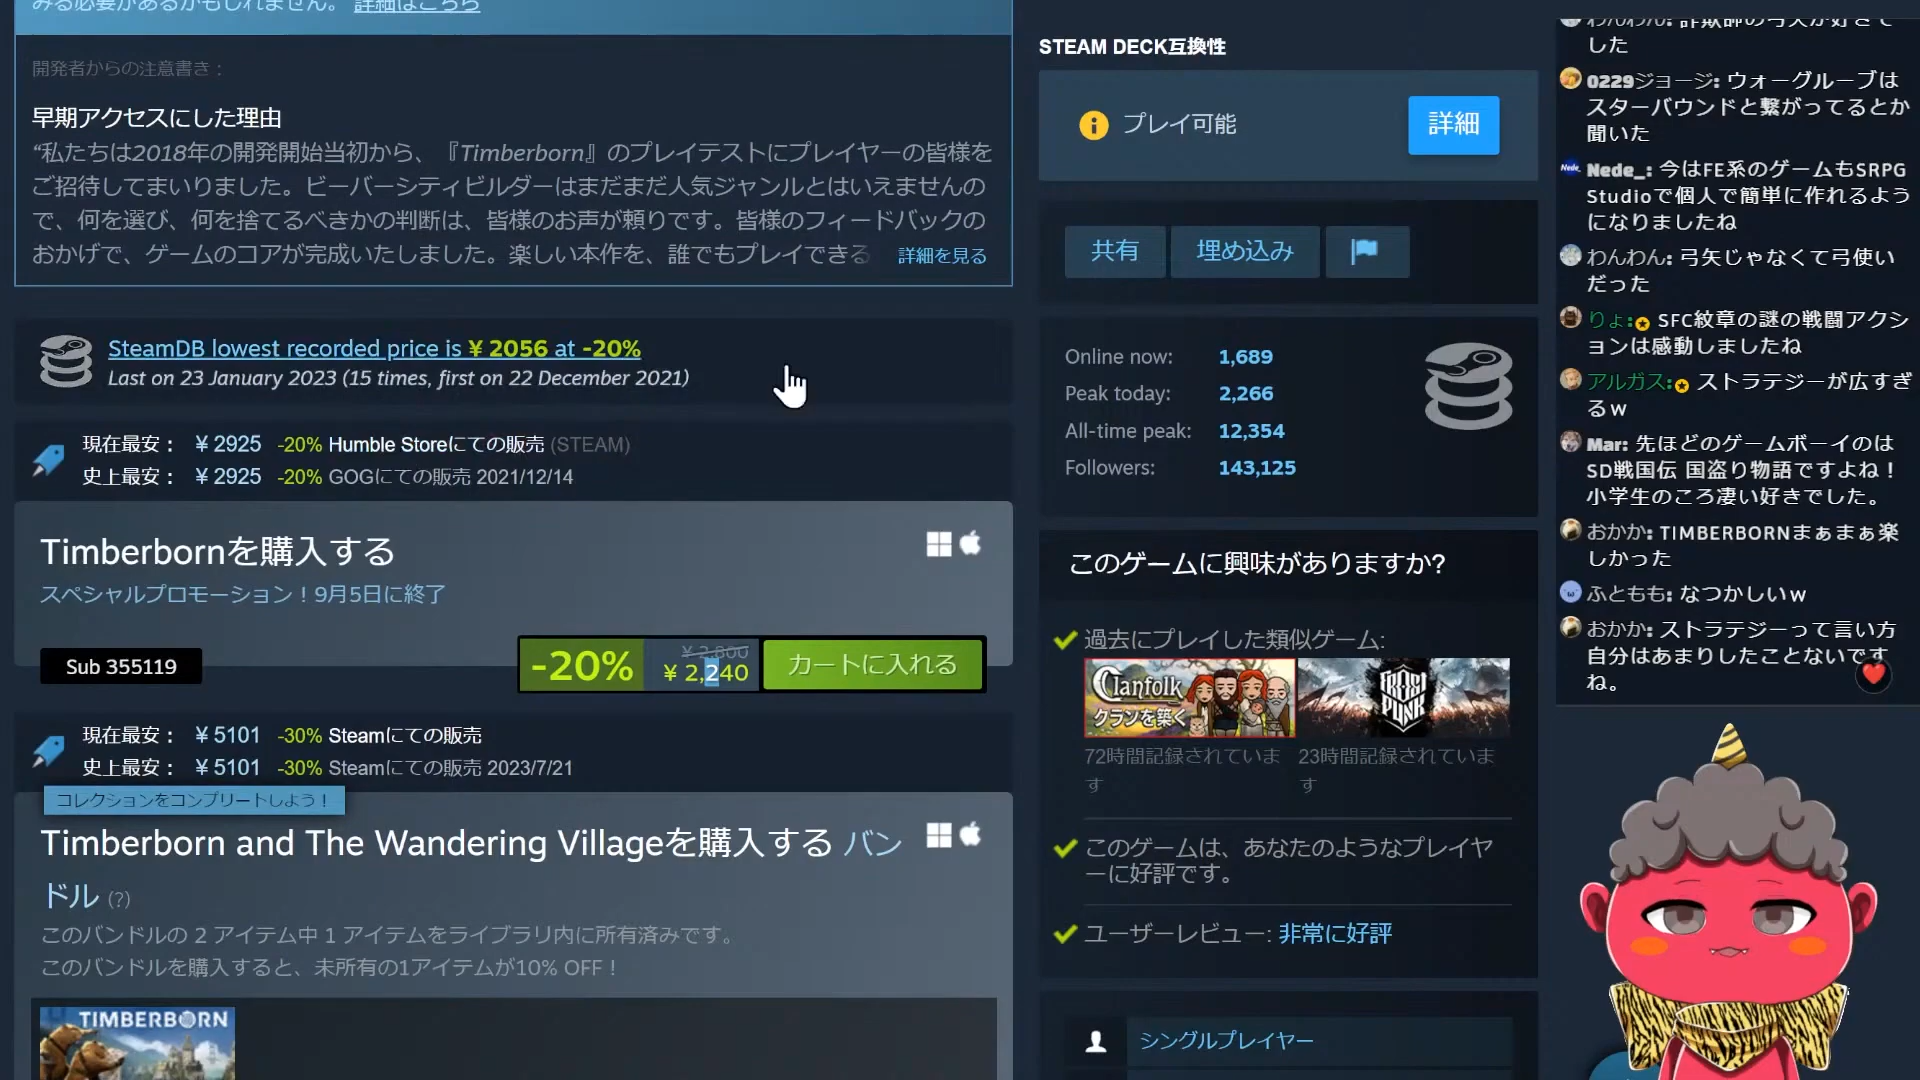 みる必要があるかもしれません。 詳細はこちら
開発者からの注意書き：
早期アクセスにした理由
“私たちは2018年の開発開始当初から、『Timberborn』のプレイテストにプレイヤーの皆様を
ご招待してまいりました。ビーバーシティビルダーはまだまだ人気ジャンルとはいえませんの
で、何を選び、何を捨てるべきかの判断は、皆様のお声が頼りです。皆様のフィードバックの
おかげで、ゲームのコアが完成いたしました。楽しい本作を、誰でもプレイできる 詳細を見る
SteamDB lowest recorded price is ¥ 2056 at -20%
Last on 23 January 2023 (15 times, first on 22 December 2021)
現在最安： ¥ 2925 -20% Humble Storeにての販売 (STEAM)
史上最安： ¥ 2925 -20% GOGにての販売 2021/12/14
Timberbornを購入する
スペシャルプロモーション！9月5日に終了
Sub 355119
-20%
¥ 2,800
¥ 2,240
カートに入れる
現在最安： ¥ 5101 -30% Steamにての販売
史上最安： ¥ 5101 -30% Steamにての販売 2023/7/21
コレクションをコンプリートしよう！
Timberborn and The Wandering Villageを購入する バン
ドル (?)
このバンドルの 2 アイテム中 1 アイテムをライブラリ内に所有済みです。
このバンドルを購入すると、未所有の1アイテムが10% OFF！
TIMBERBORN
STEAM DECK互換性
プレイ可能
詳細
共有
埋め込み
Online now: 1,689
Peak today: 2,266
All-time peak: 12,354
Followers: 143,125
このゲームに興味がありますか?
過去にプレイした類似ゲーム:
Clanfolk
クランを築く
FROSTPUNK
72時間記録されていま
す
23時間記録されていま
す
このゲームは、あなたのようなプレイヤ
ーに好評です。
ユーザーレビュー: 非常に好評
シングルプレイヤー
わんわん: 詐欺師の弓矢が好きで
した
0229ジョージ: ウォーグルーブは
スターバウンドと繋がってるとか
聞いた
Nede_: 今はFE系のゲームもSRPG
Studioで個人で簡単に作れるよう
になりましたね
わんわん: 弓矢じゃなくて弓使い
だった
りょ: SFC紋章の謎の戦闘アクシ
ョンは感動しましたね
アルガス: ストラテジーが広すぎ
るｗ
Mar: 先ほどのゲームボーイのは
SD戦国伝 国盗り物語ですよね！
小学生のころ凄い好きでした。
おかか: TIMBERBORNまぁまぁ楽
しかった
ふともも: なつかしいｗ
おかか: ストラテジーって言い方
自分はあまりしたことないです
ね。